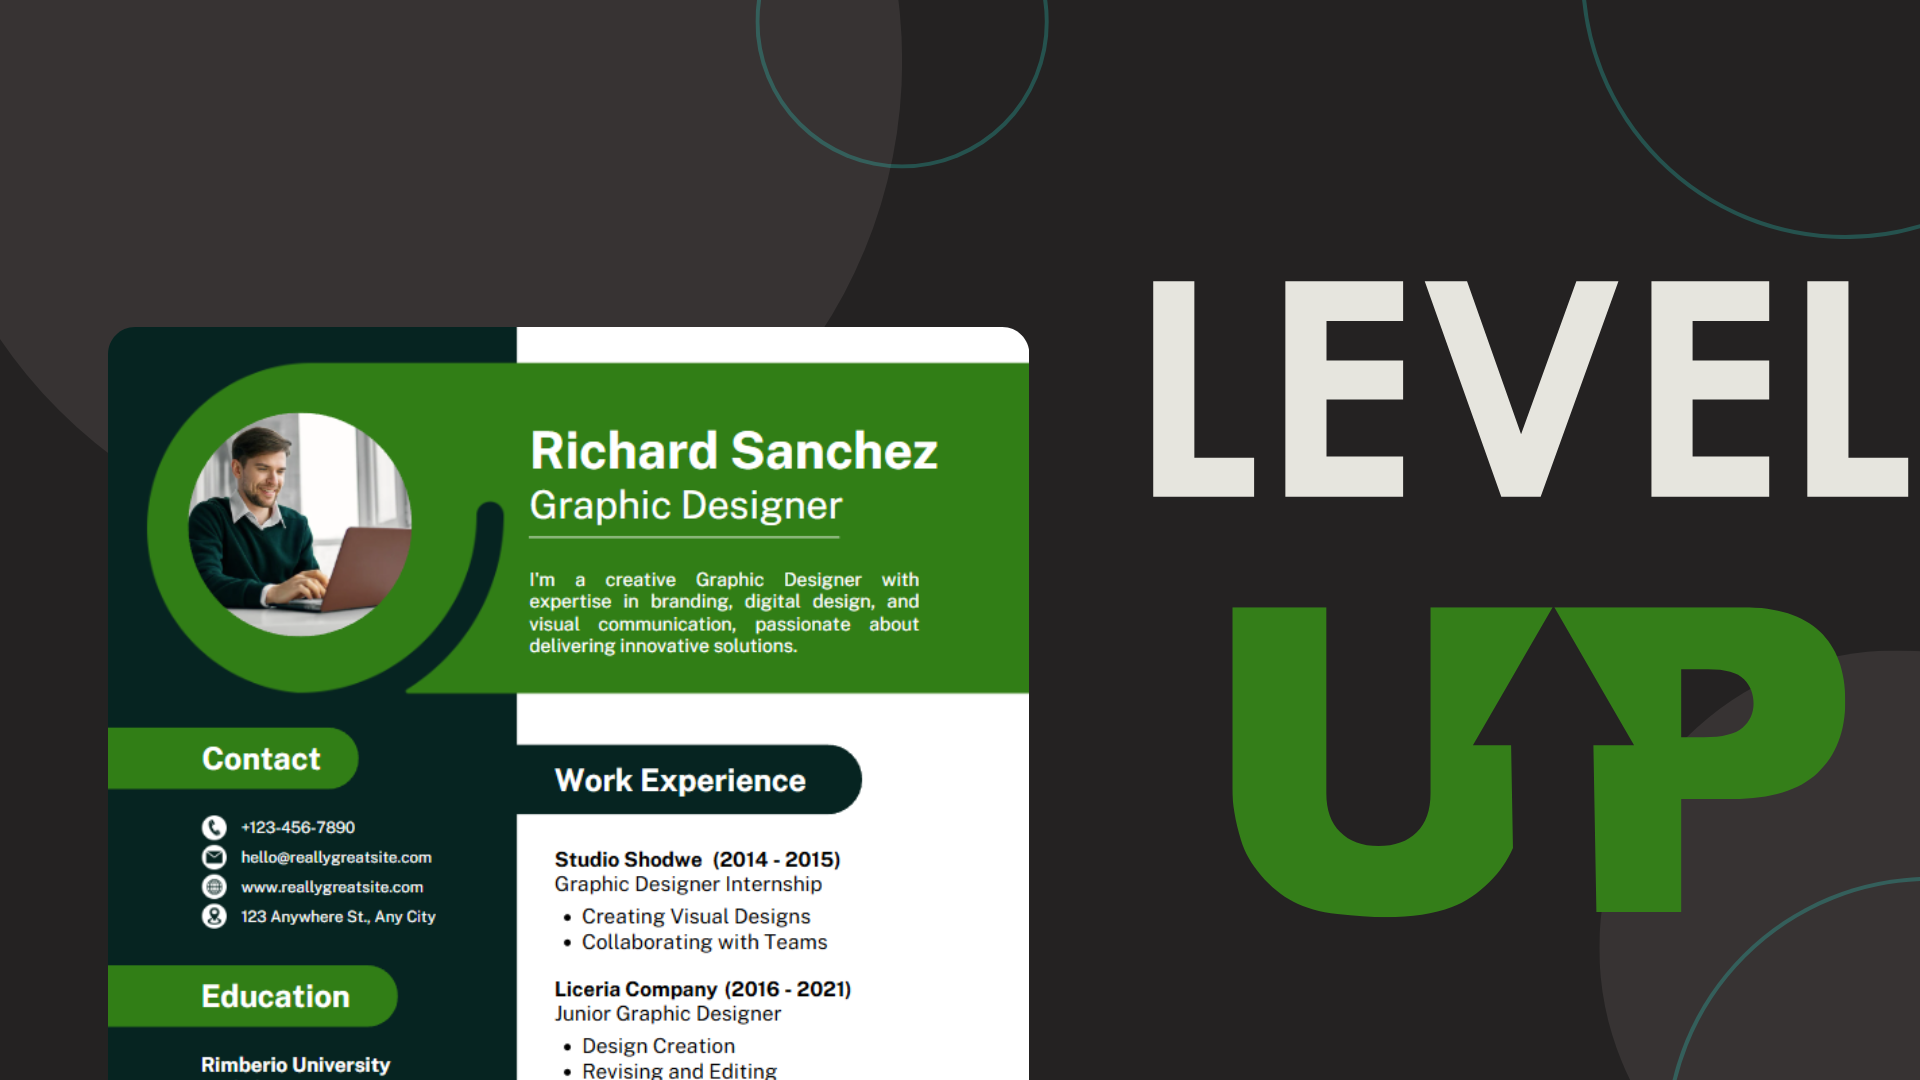 LEVEL
UP
Richard Sanchez
Graphic Designer
I'm a creative Graphic Designer with
expertise in branding, digital design, and
visual communication, passionate about
delivering innovative solutions.
Contact
+123-456-7890
hello@reallygreatsite.com
www.reallygreatsite.com
123 Anywhere St., Any City
Education
Rimberio University
Work Experience
Studio Shodwe (2014 - 2015)
Graphic Designer Internship
• Creating Visual Designs
• Collaborating with Teams
Liceria Company (2016 - 2021)
Junior Graphic Designer
• Design Creation
• Revising and Editing